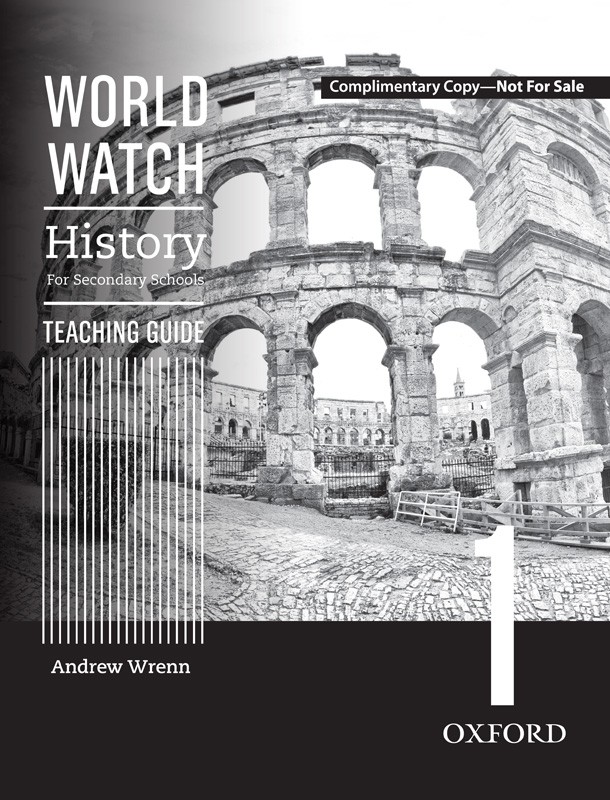 Complimentary Copy—Not For Sale
WORLD
WATCH
History
For Secondary Schools
TEACHING GUIDE
Andrew Wrenn
1
OXFORD